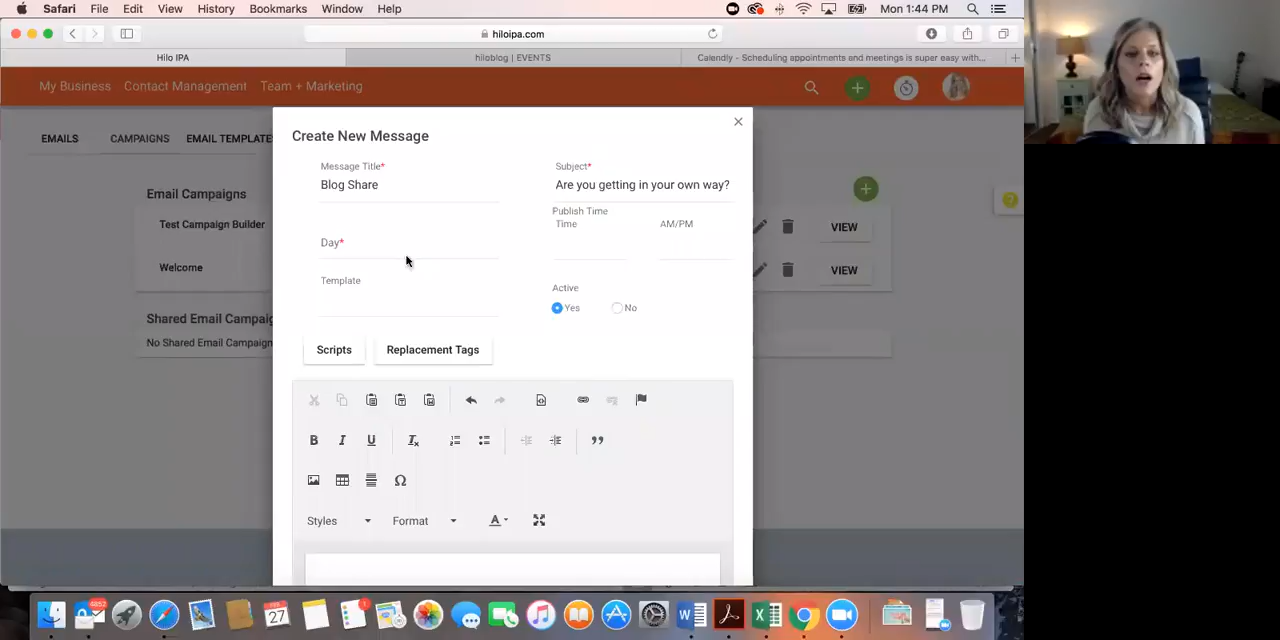 Safari File Edit View History Bookmarks Window Help Mon 1:44 PM
hiloipa.com
Hilo IPA hiloblog | EVENTS Calendly - Scheduling appointments and meetings is super easy with...
My Business Contact Management Team + Marketing
EMAILS CAMPAIGNS EMAIL TEMPLATE
Create New Message
Message Title* Subject*
Blog Share Are you getting in your own way?
Publish Time
Time AM/PM
Day*
Template
Active
Yes No
Scripts Replacement Tags
Styles Format
Email Campaigns
Test Campaign Builder VIEW
Welcome VIEW
Shared Email Campaig
No Shared Email Campaign
4852
FEB
27
1